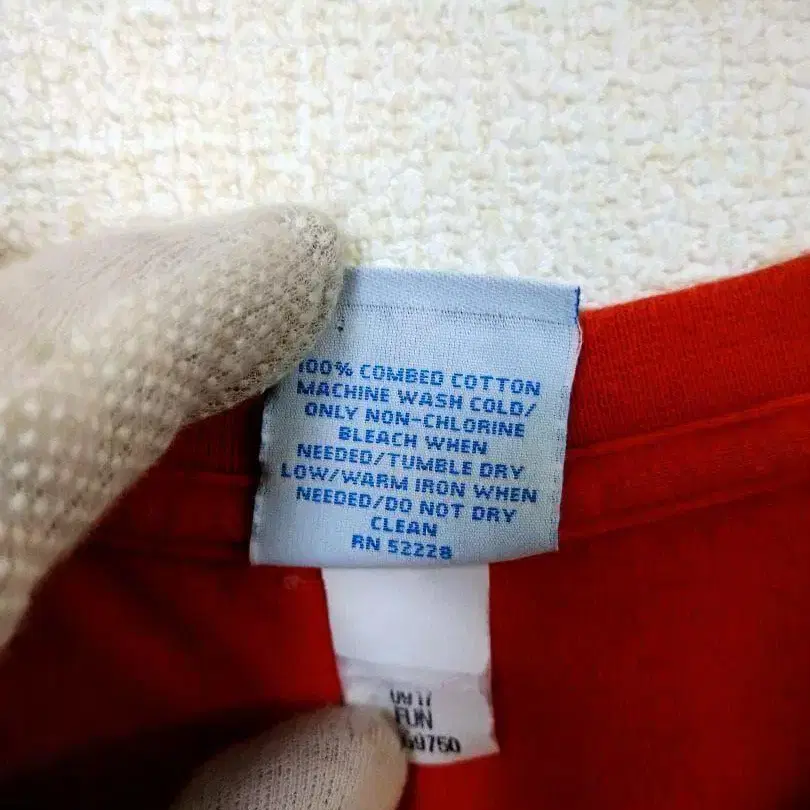 100% COMBED COTTON
MACHINE WASH COLD/
ONLY NON-CHLORINE
BLEACH WHEN
NEEDED/TUMBLE DRY
LOW/WARM IRON WHEN
NEEDED/DO NOT DRY
CLEAN
RN 52228
FUN